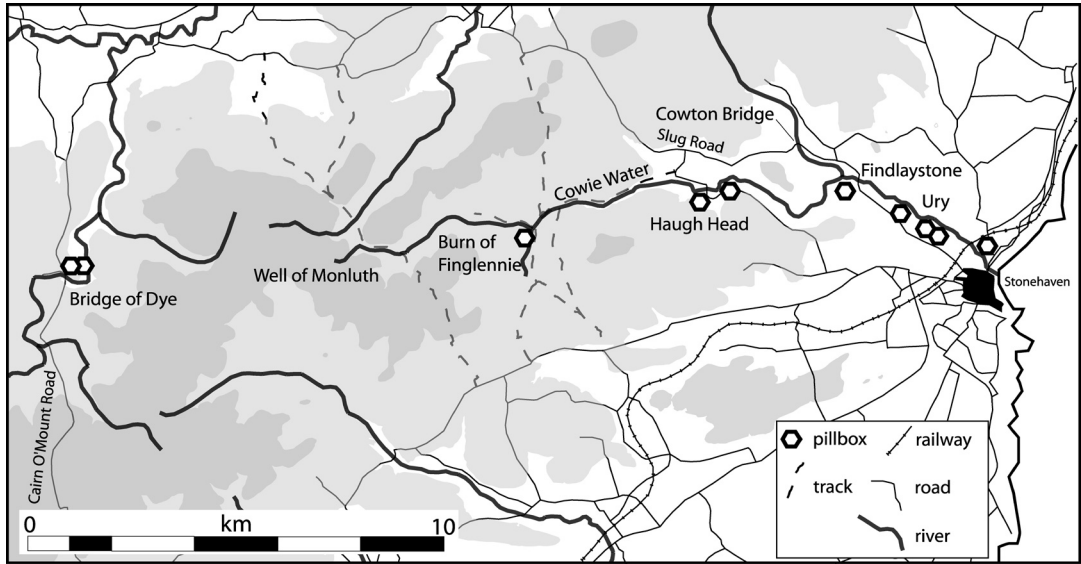 Cowton Bridge
Slug Road
Findlaystone
Cowie Water
Ury
Haugh Head
Burn of
Finglennie
Well of Monluth
Stonehaven
Bridge of Dye
Cairn O'Mount Road
pillbox
railway
track
road
river
0 km 10